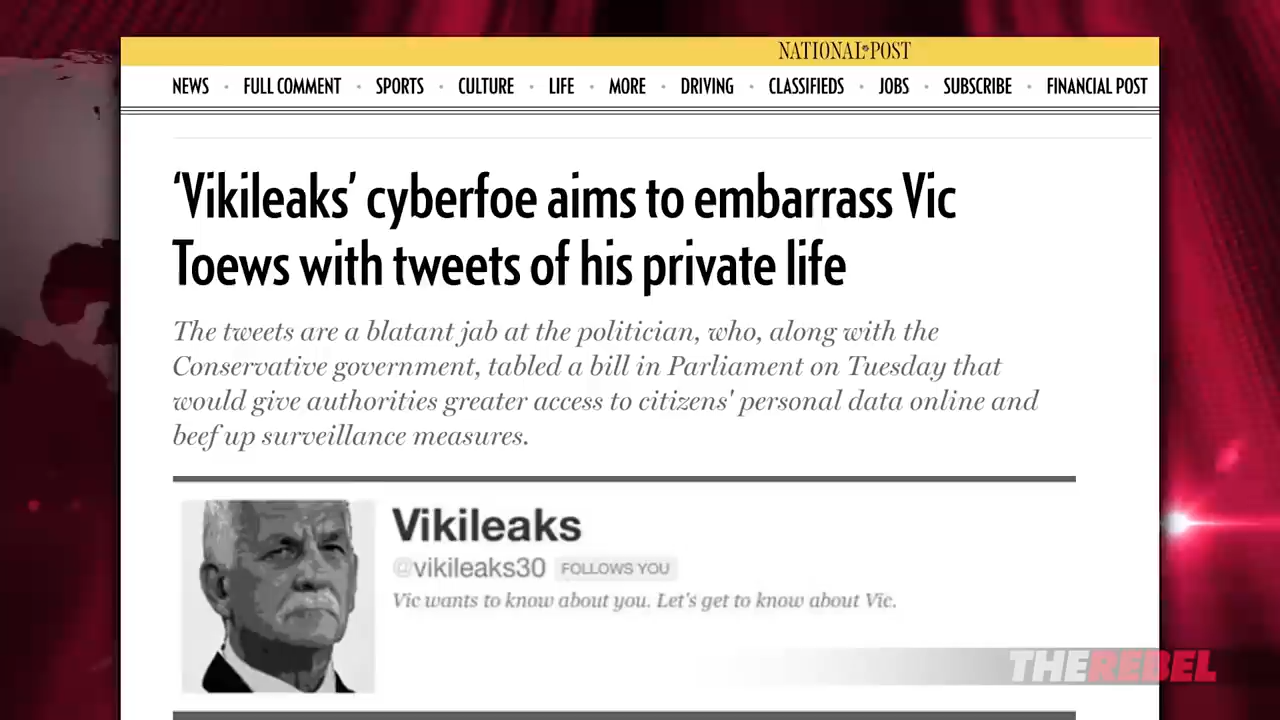 NATIONAL POST
NEWS • FULL COMMENT • SPORTS • CULTURE • LIFE • MORE • DRIVING • CLASSIFIEDS • JOBS • SUBSCRIBE • FINANCIAL POST
‘Vikileaks’ cyberfoe aims to embarrass Vic
Toews with tweets of his private life
The tweets are a blatant jab at the politician, who, along with the
Conservative government, tabled a bill in Parliament on Tuesday that
would give authorities greater access to citizens' personal data online and
beef up surveillance measures.
Vikileaks
@vikileaks30 FOLLOWS YOU
Vic wants to know about you. Let's get to know about Vic.
THEREBEL